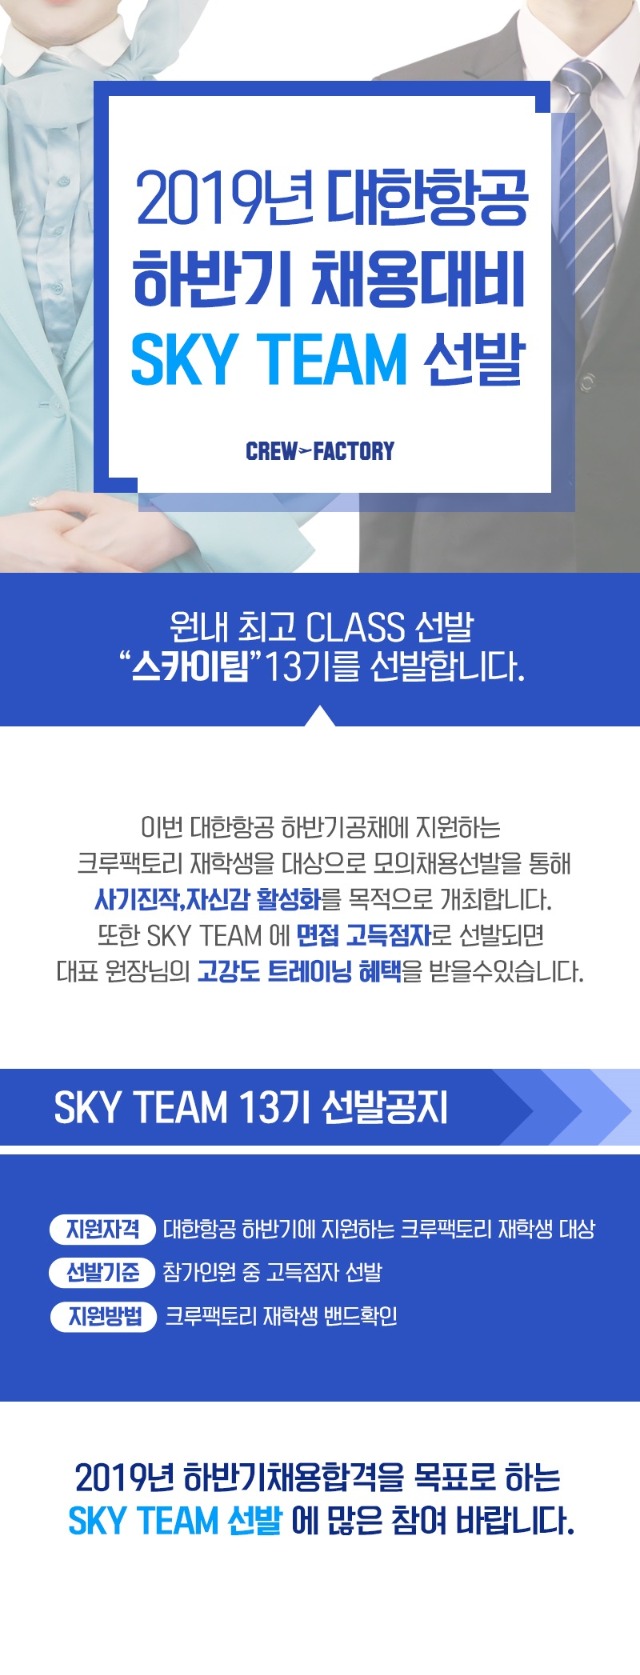 2019년 대한항공
하반기 채용대비
SKY TEAM 선발
CREW FACTORY
원내 최고 CLASS 선발
“스카이팀”13기를 선발합니다.
이번 대한항공 하반기공채에 지원하는
크루팩토리 재학생을 대상으로 모의채용선발을 통해
사기진작,자신감 활성화를 목적으로 개최합니다.
또한 SKY TEAM 에 면접 고득점자로 선발되면
대표 원장님의 고강도 트레이닝 혜택을 받을수있습니다.
SKY TEAM 13기 선발공지
지원자격 대한항공 하반기에 지원하는 크루팩토리 재학생 대상
선발기준 참가인원 중 고득점자 선발
지원방법 크루팩토리 재학생 밴드확인
2019년 하반기채용합격을 목표로 하는
SKY TEAM 선발 에 많은 참여 바랍니다.